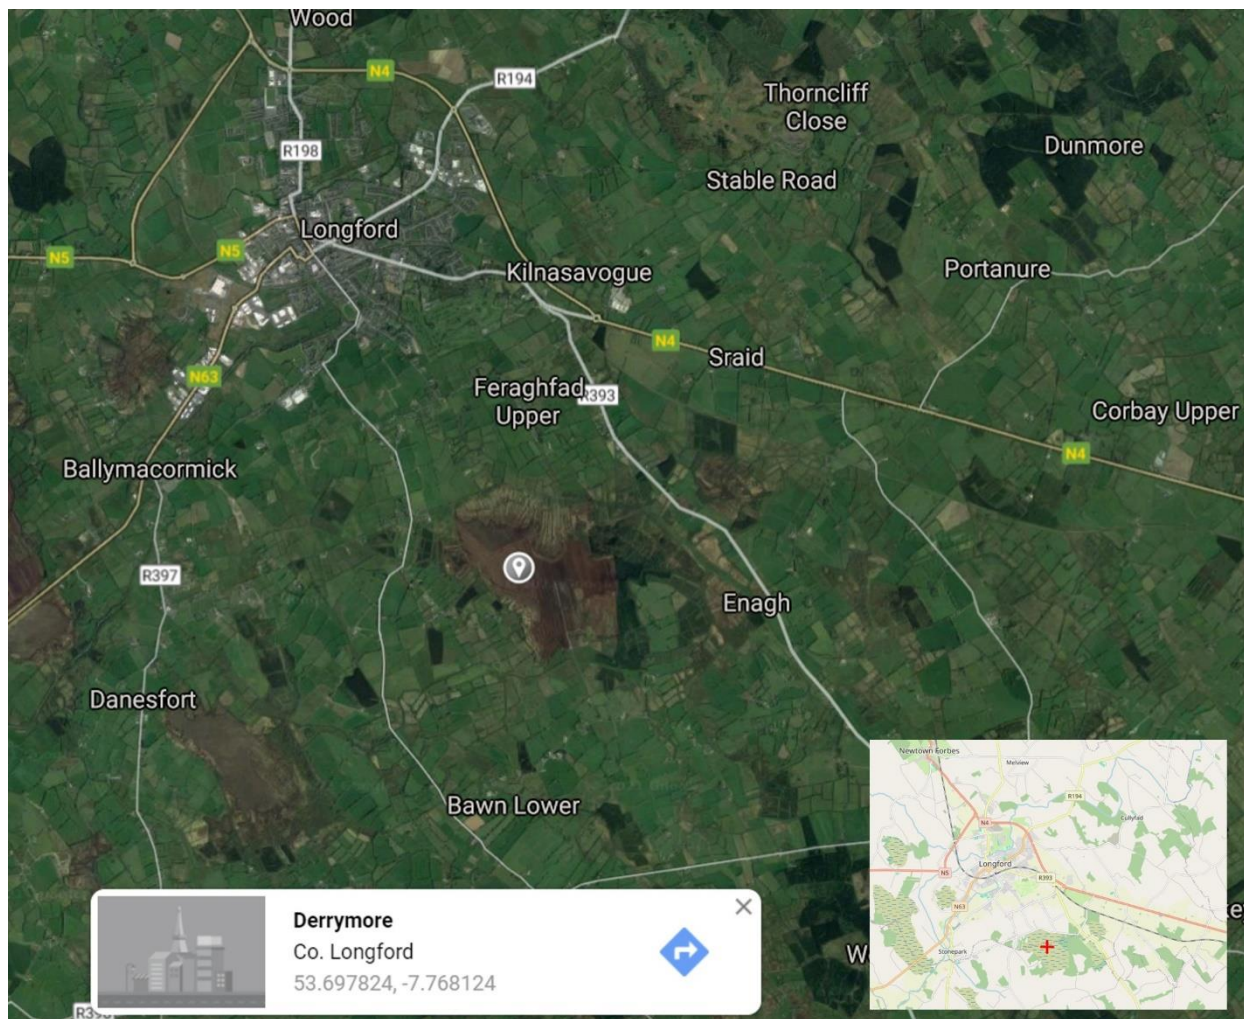 Wood
N4
R194
Thorncliff
Close
Dunmore
R198
Stable Road
Longford
N5
N5
Kilnasavogue
Portanure
N4
Sraid
N63
Feraghfad
Upper
R393
Corbay Upper
N4
Ballymacormick
R397
Enagh
Danesfort
Bawn Lower
Derrymore
Co. Longford
53.697824, -7.768124
Newtown Forbes
Melview
R194
N4
Cullyfad
Longford
N5
R393
N63
Stonepark